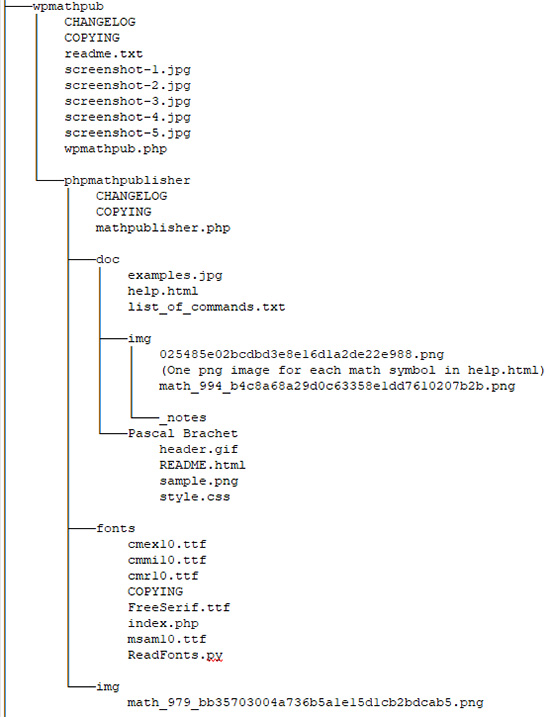 wpmathpub
CHANGELOG
COPYING
readme.txt
screenshot-1.jpg
screenshot-2.jpg
screenshot-3.jpg
screenshot-4.jpg
screenshot-5.jpg
wpmathpub.php
phpmathpublisher
CHANGELOG
COPYING
mathpublisher.php
doc
examples.jpg
help.html
list_of_commands.txt
img
025485e02bcdbd3e8e16d1a2de22e988.png
(One png image for each math symbol in help.html)
math_994_b4c8a68a29d0c63358e1dd7610207b2b.png
_notes
Pascal Brachet
header.gif
README.html
sample.png
style.css
fonts
cmex10.ttf
cmmi10.ttf
cmr10.ttf
COPYING
FreeSerif.ttf
index.php
msam10.ttf
ReadFonts.py
img
math_979_bb35703004a736b5a1e15d1cb2bdcab5.png